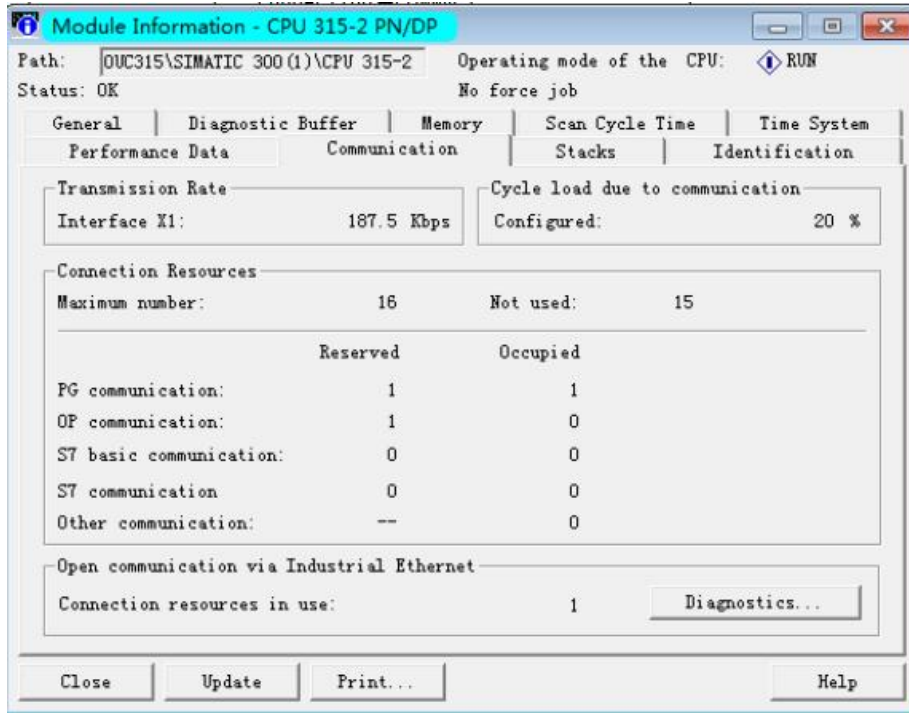 Module Information - CPU 315-2 PN/DP
Path: OUC315\SIMATIC 300(1)\CPU 315-2 Operating mode of the CPU: RUN
Status: OK No force job
General Diagnostic Buffer Memory Scan Cycle Time Time System
Performance Data Communication Stacks Identification
Transmission Rate Cycle load due to communication
Interface X1: 187.5 Kbps Configured: 20 %
Connection Resources
Maximum number: 16 Not used: 15
Reserved Occupied
PG communication: 1 1
OP communication: 1 0
S7 basic communication: 0 0
S7 communication 0 0
Other communication: -- 0
Open communication via Industrial Ethernet
Connection resources in use: 1 Diagnostics...
Close Update Print... Help